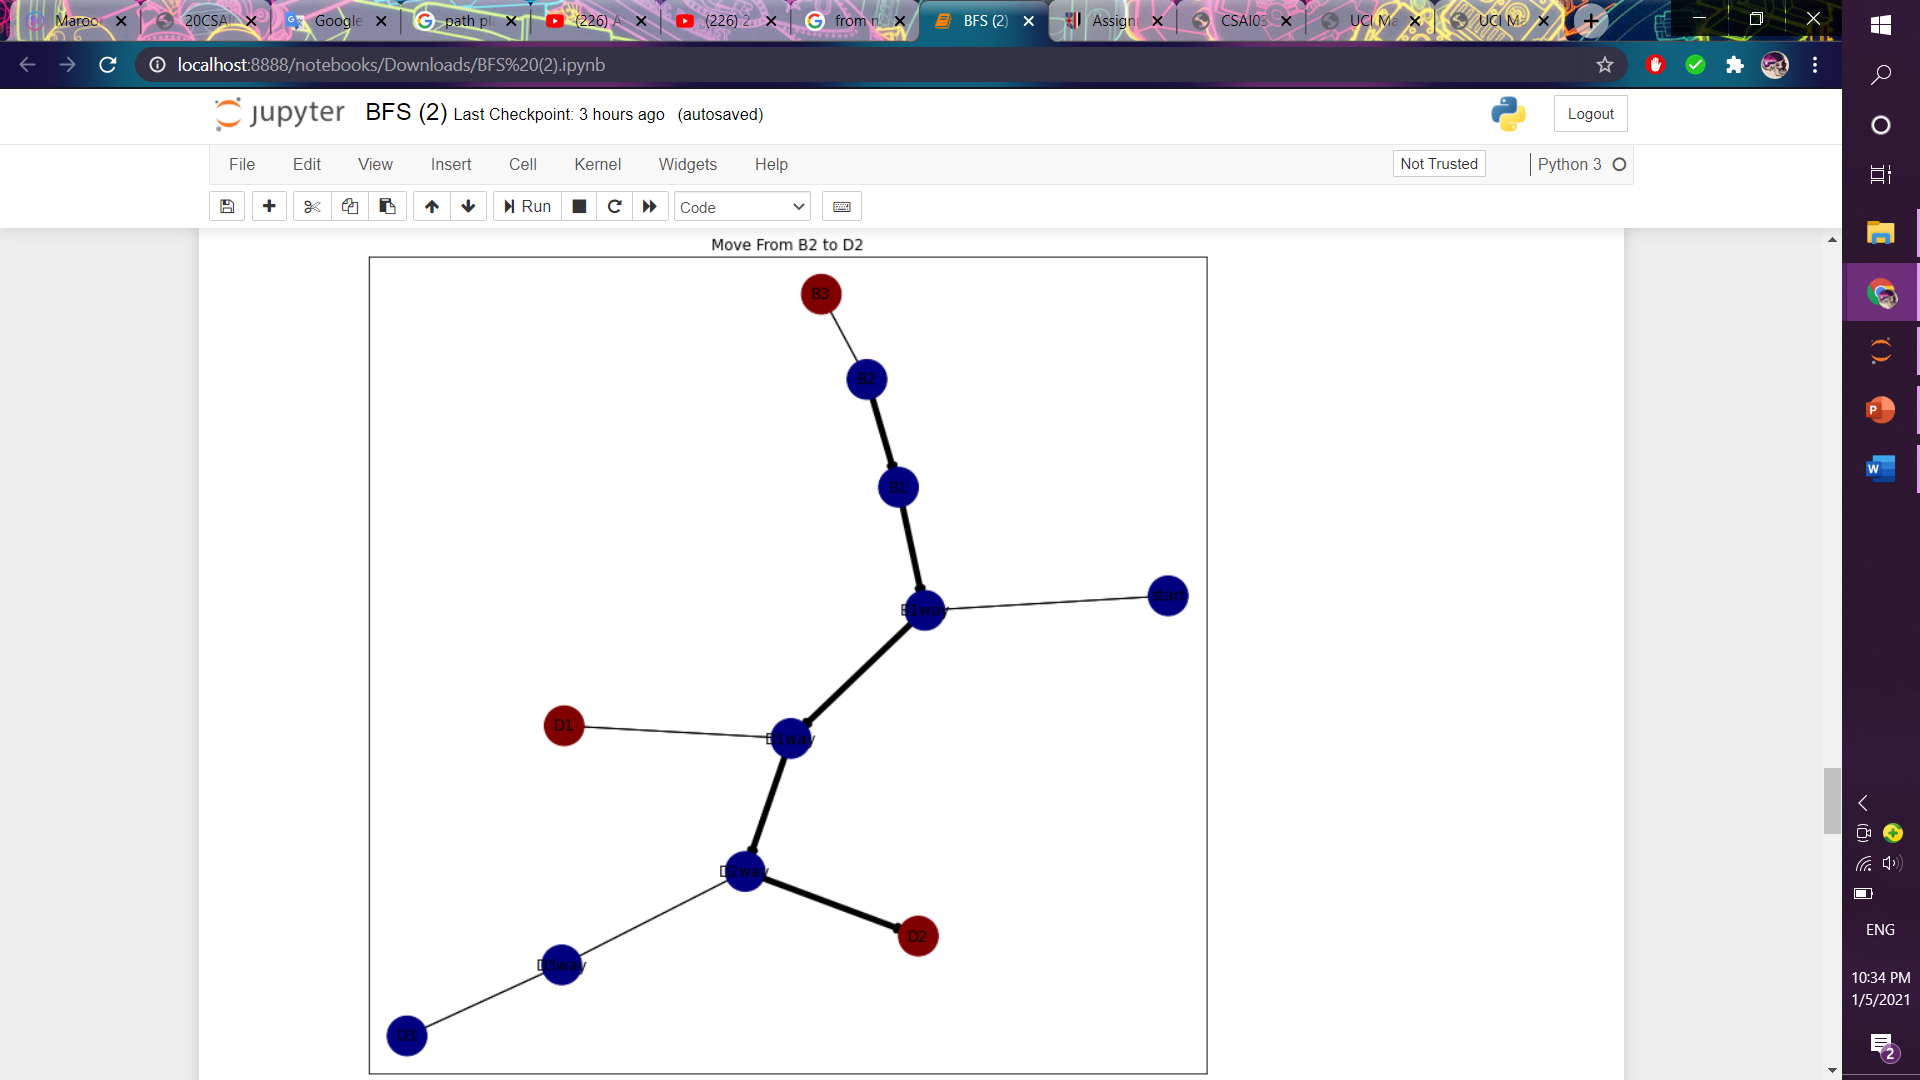 Maroo
20CSA
Google
path pl
(226) A
(226) 2
from n
BFS (2)
Assign
CSAI03
UCI Ma
UCI Ma
localhost:8888/notebooks/Downloads/BFS%20(2).ipynb
jupyter BFS (2) Last Checkpoint: 3 hours ago (autosaved)
Logout
File Edit View Insert Cell Kernel Widgets Help
Not Trusted
Python 3
Run
Code
Move From B2 to D2
B3
B2
B1
start
B1way
D1
D1way
D2way
D2
D3way
D3
ENG
10:34 PM
1/5/2021
2